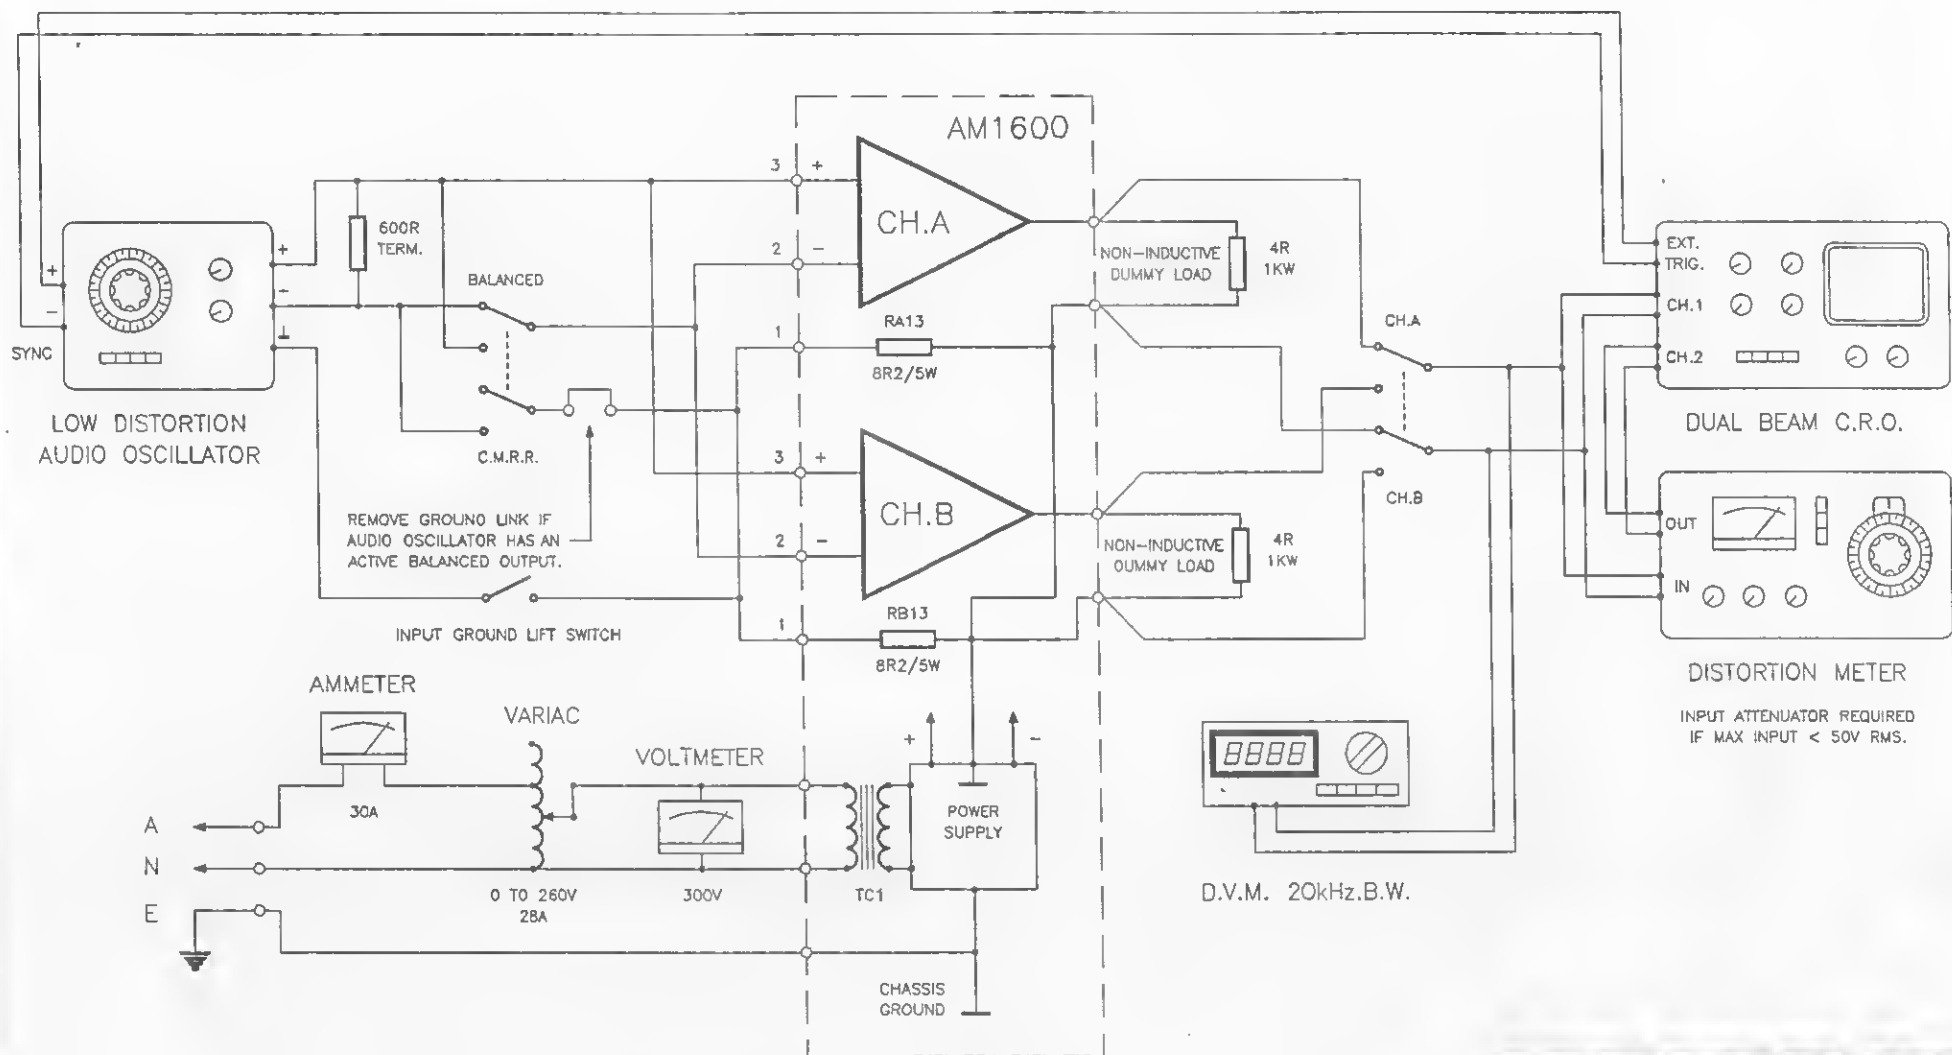 AM1600
3 +
CH.A
2 −
600R
TERM.
+
−
+
−
SYNC
LOW DISTORTION
AUDIO OSCILLATOR
BALANCED
C.M.R.R.
1
RA13
8R2/5W
NON-INDUCTIVE
DUMMY LOAD
4R
1KW
CH.A
CH.B
EXT.
TRIG.
CH.1
CH.2
DUAL BEAM C.R.O.
3 +
CH.B
2 −
REMOVE GROUND LINK IF
AUDIO OSCILLATOR HAS AN
ACTIVE BALANCED OUTPUT.
NON-INDUCTIVE
DUMMY LOAD
4R
1KW
OUT
IN
DISTORTION METER
INPUT ATTENUATOR REQUIRED
IF MAX INPUT < 50V RMS.
INPUT GROUND LIFT SWITCH
1
RB13
8R2/5W
AMMETER
30A
VARIAC
0 TO 260V
28A
VOLTMETER
300V
TC1
+
−
POWER
SUPPLY
8888
D.V.M. 20kHz.B.W.
A
N
E
CHASSIS
GROUND